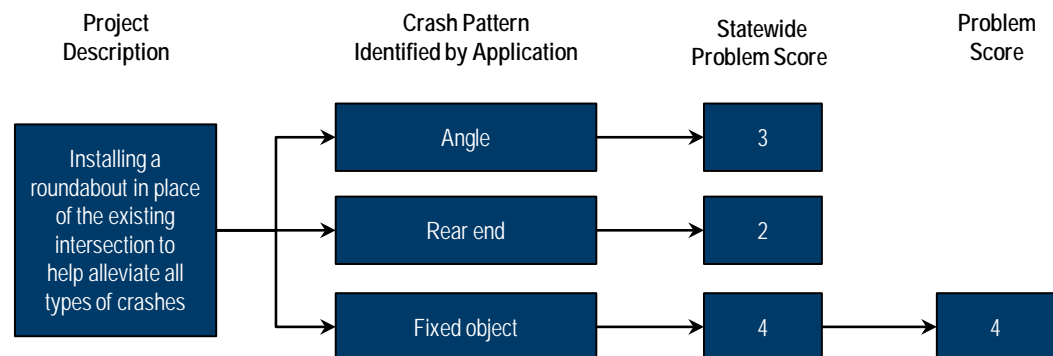 Project
Description
Crash Pattern
Identified by Application
Statewide
Problem Score
Problem
Score
Installing a
roundabout in place
of the existing
intersection to
help alleviate all
types of crashes
Angle
3
Rear end
2
Fixed object
4
4